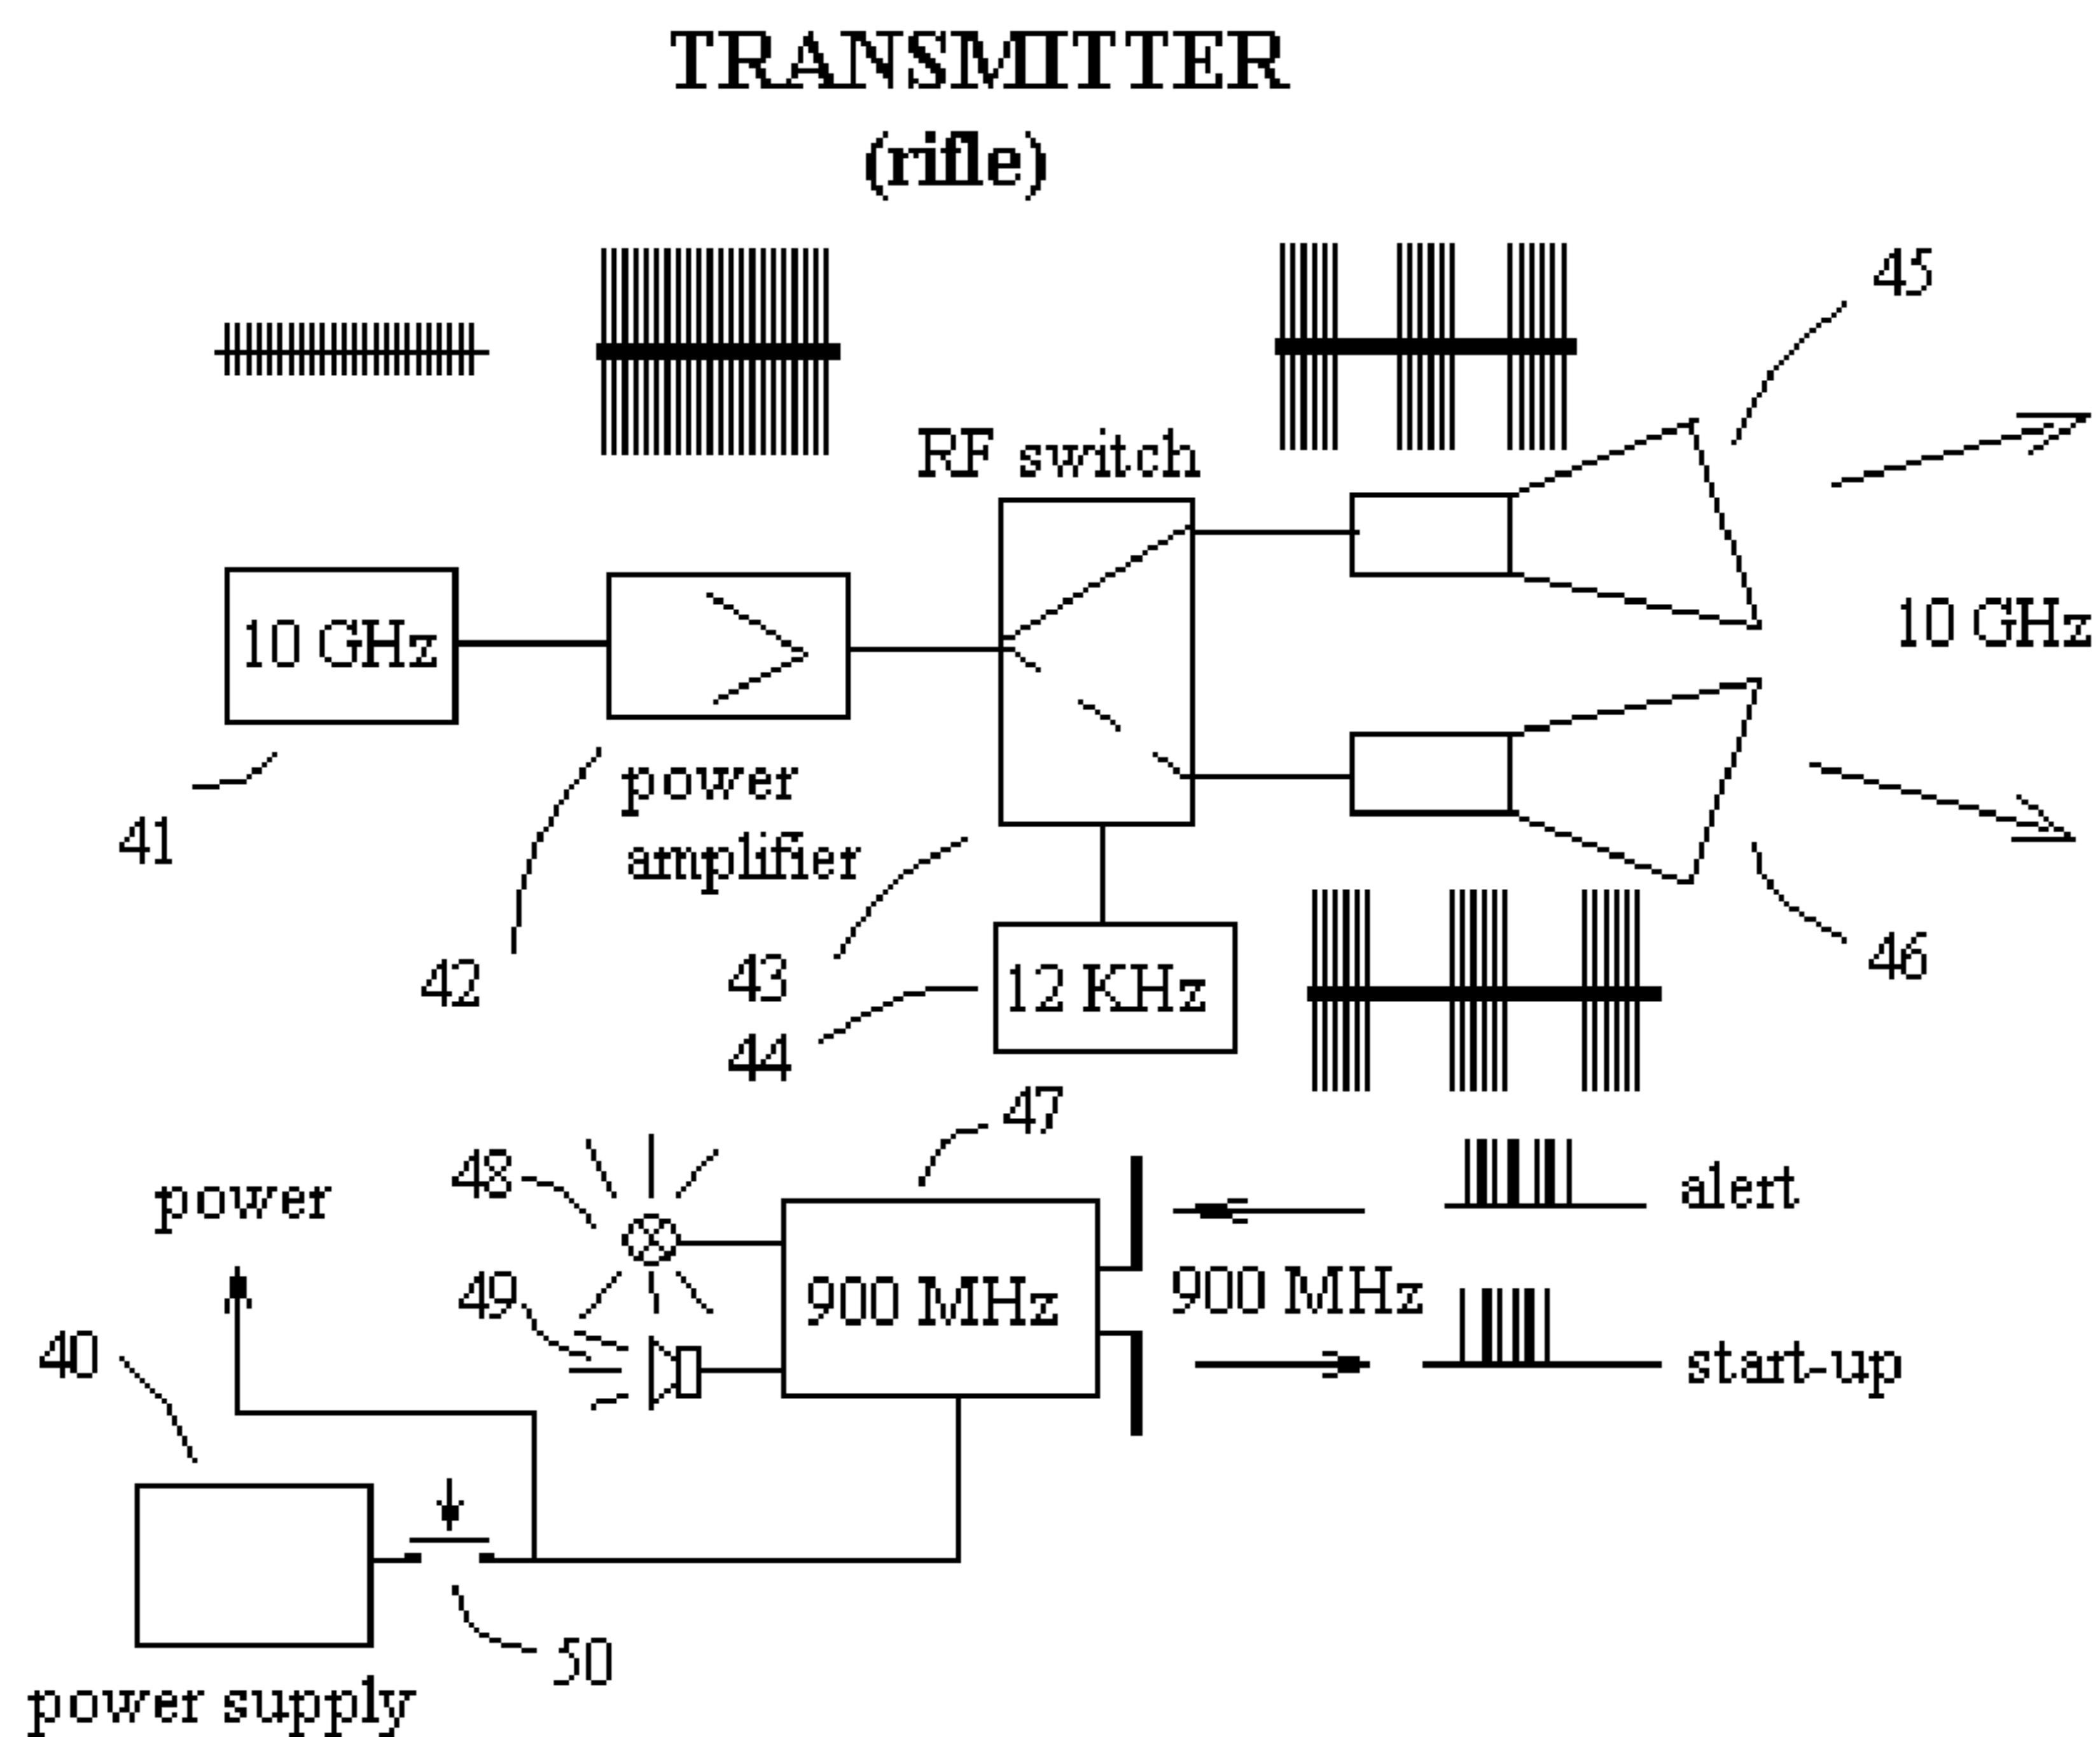 TRANSMITTER
(rifle)
45
RF switch
10 GHz
10 GHz
power
amplifier
41
42
43
12 KHz
46
44
47
48
power
alert
49
900 MHz
900 MHz
40
start-up
50
power supply